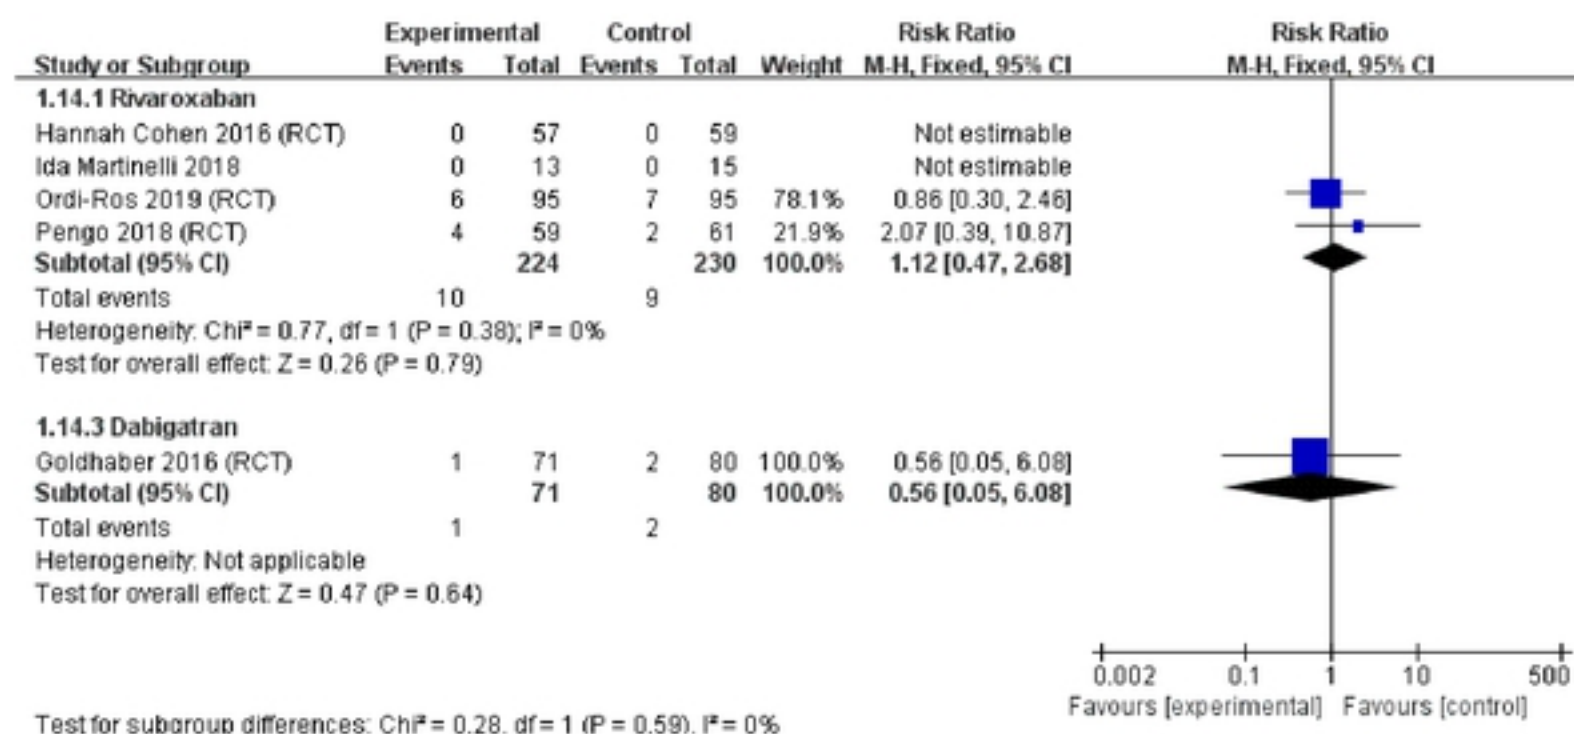 Experimental Control Risk Ratio Risk Ratio
Study or Subgroup Events Total Events Total Weight M-H, Fixed, 95% CI M-H, Fixed, 95% CI
1.14.1 Rivaroxaban
Hannah Cohen 2016 (RCT) 0 57 0 59 Not estimable
Ida Martinelli 2018 0 13 0 15 Not estimable
Ordi-Ros 2019 (RCT) 6 95 7 95 78.1% 0.86 [0.30, 2.46]
Pengo 2018 (RCT) 4 59 2 61 21.9% 2.07 [0.39, 10.87]
Subtotal (95% CI) 224 230 100.0% 1.12 [0.47, 2.68]
Total events 10 9
Heterogeneity: Chi² = 0.77, df = 1 (P = 0.38); I² = 0%
Test for overall effect: Z = 0.26 (P = 0.79)
1.14.3 Dabigatran
Goldhaber 2016 (RCT) 1 71 2 80 100.0% 0.56 [0.05, 6.08]
Subtotal (95% CI) 71 80 100.0% 0.56 [0.05, 6.08]
Total events 1 2
Heterogeneity: Not applicable
Test for overall effect: Z = 0.47 (P = 0.64)
0.002 0.1 1 10 500
Favours [experimental] Favours [control]
Test for subgroup differences: Chi² = 0.28, df = 1 (P = 0.59), I² = 0%